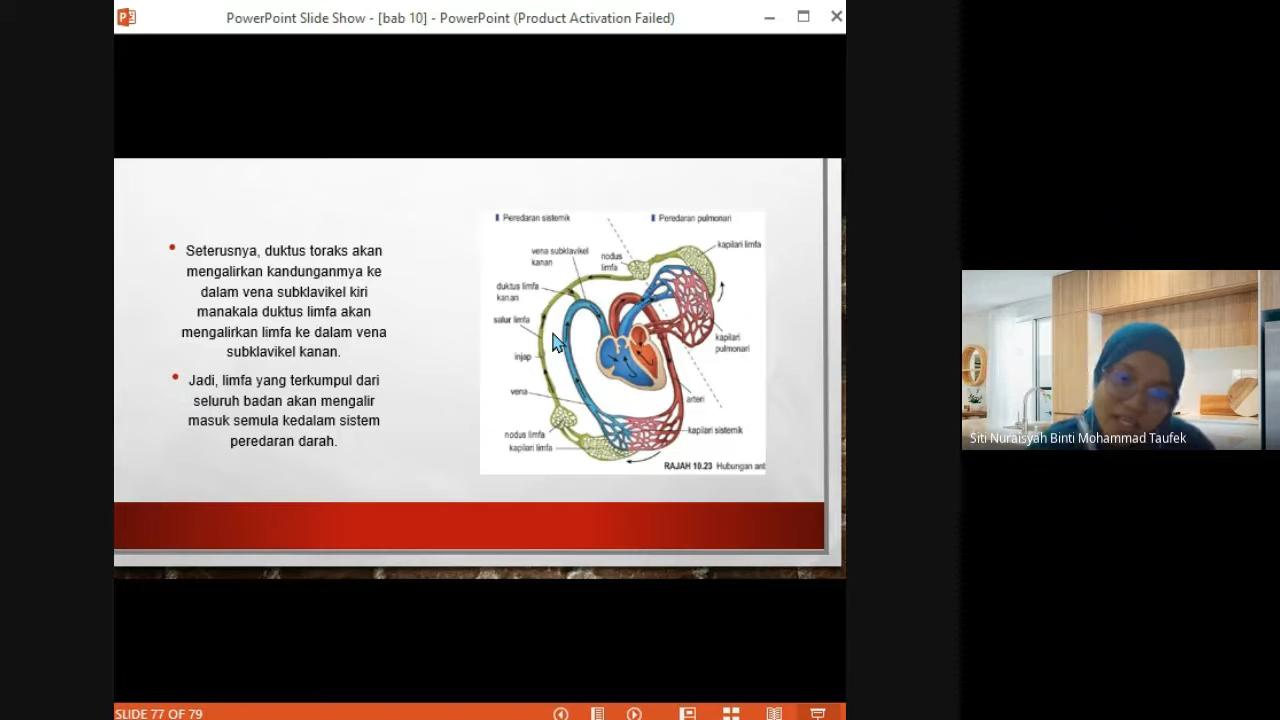 PowerPoint Slide Show - [bab 10] - PowerPoint (Product Activation Failed)
• Seterusnya, duktus toraks akan
mengalirkan kandunganmya ke
dalam vena subklavikel kiri
manakala duktus limfa akan
mengalirkan limfa ke dalam vena
subklavikel kanan.
• Jadi, limfa yang terkumpul dari
seluruh badan akan mengalir
masuk semula kedalam sistem
peredaran darah.
Peredaran sistemik
Peredaran pulmonari
vena subklavikel
kanan
nodus
limfa
kapilari limfa
duktus limfa
kanan
salur limfa
injap
vena
nodus limfa
kapilari limfa
kapilari
pulmonari
arteri
kapilari sistemik
RAJAH 10.23 Hubungan ant
Siti Nuraisyah Binti Mohammad Taufek
SLIDE 77 OF 79